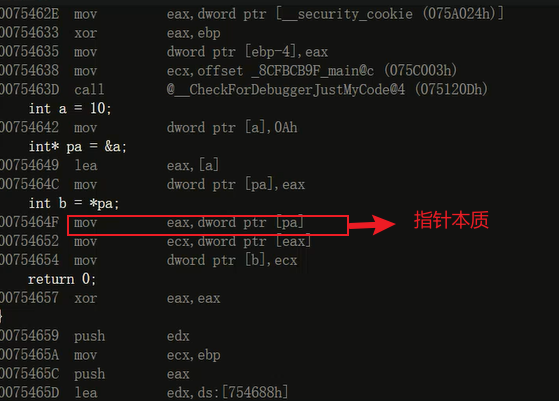 0075462E mov eax,dword ptr [__security_cookie (075A024h)]
00754633 xor eax,ebp
00754635 mov dword ptr [ebp-4],eax
00754638 mov ecx,offset _8CFBCB9F_main@c (075C003h)
0075463D call @__CheckForDebuggerJustMyCode@4 (075120Dh)
int a = 10;
00754642 mov dword ptr [a],0Ah
int* pa = &a;
00754649 lea eax,[a]
0075464C mov dword ptr [pa],eax
int b = *pa;
0075464F mov eax,dword ptr [pa] 指针本质
00754652 mov ecx,dword ptr [eax]
00754654 mov dword ptr [b],ecx
return 0;
00754657 xor eax,eax
}
00754659 push edx
0075465A mov ecx,ebp
0075465C push eax
0075465D lea edx,ds:[754688h]